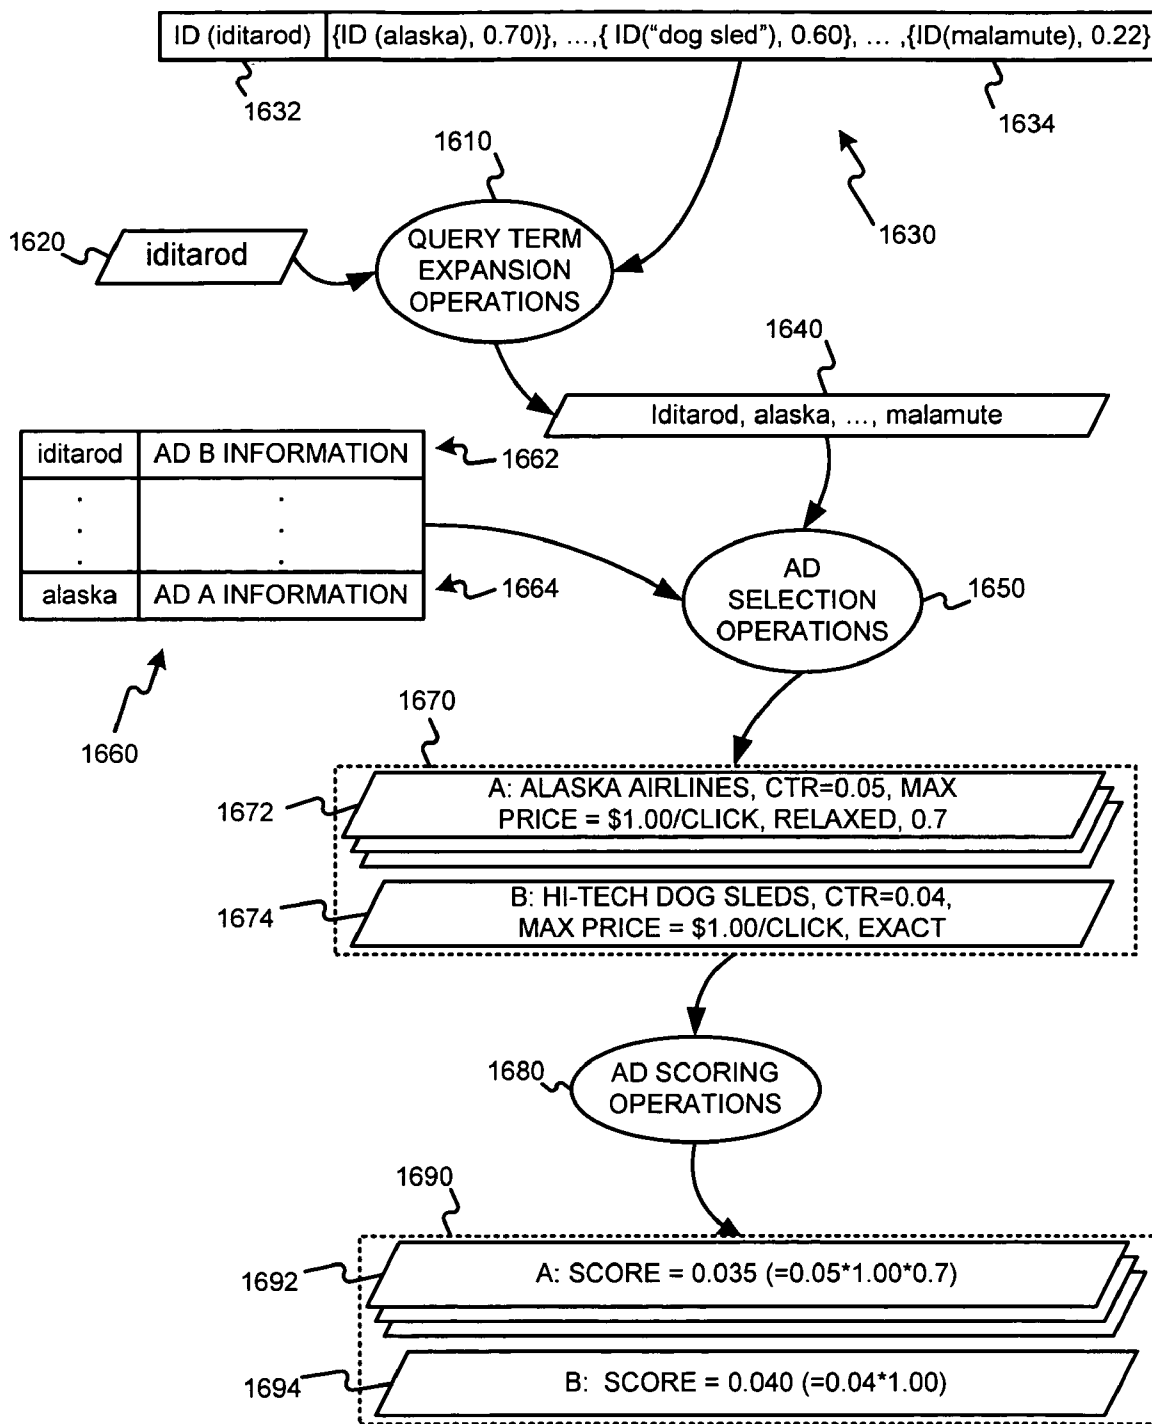 ID (iditarod) {ID (alaska), 0.70)}, ...,{ ID("dog sled"), 0.60}, ... ,{ID(malamute), 0.22}
1632
1634
1610
1630
1620
iditarod
QUERY TERM
EXPANSION
OPERATIONS
1640
Iditarod, alaska, ..., malamute
iditarod AD B INFORMATION
1662
. .
. .
. .
alaska AD A INFORMATION
1664
AD
SELECTION
OPERATIONS
1650
1660
1670
1672
A: ALASKA AIRLINES, CTR=0.05, MAX
PRICE = $1.00/CLICK, RELAXED, 0.7
1674
B: HI-TECH DOG SLEDS, CTR=0.04,
MAX PRICE = $1.00/CLICK, EXACT
1680
AD SCORING
OPERATIONS
1690
1692
A: SCORE = 0.035 (=0.05*1.00*0.7)
1694
B: SCORE = 0.040 (=0.04*1.00)